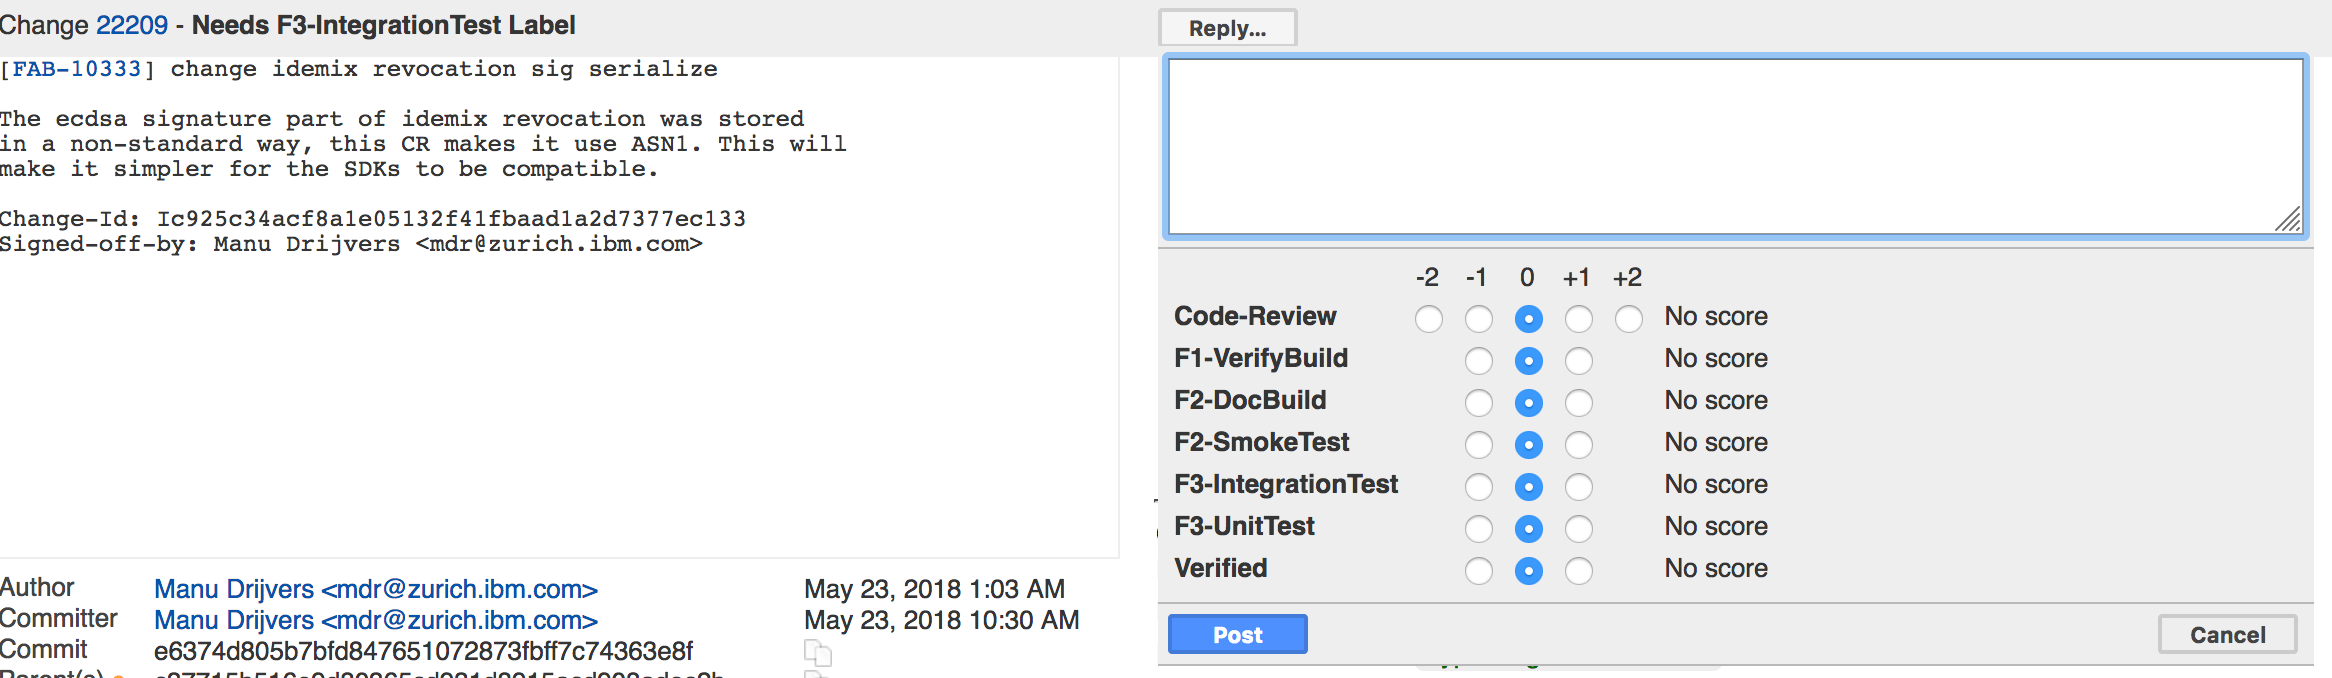 Change 22209 - Needs F3-IntegrationTest Label
Reply...
[FAB-10333] change idemix revocation sig serialize
The ecdsa signature part of idemix revocation was stored
in a non-standard way, this CR makes it use ASN1. This will
make it simpler for the SDKs to be compatible.
Change-Id: Ic925c34acf8a1e05132f41fbaad1a2d7377ec133
Signed-off-by: Manu Drijvers <mdr@zurich.ibm.com>
-2 -1 0 +1 +2
Code-Review No score
F1-VerifyBuild No score
F2-DocBuild No score
F2-SmokeTest No score
F3-IntegrationTest No score
F3-UnitTest No score
Verified No score
Post Cancel
Author Manu Drijvers <mdr@zurich.ibm.com> May 23, 2018 1:03 AM
Committer Manu Drijvers <mdr@zurich.ibm.com> May 23, 2018 10:30 AM
Commit e6374d805b7bfd847651072873fbff7c74363e8f
Parent(s)